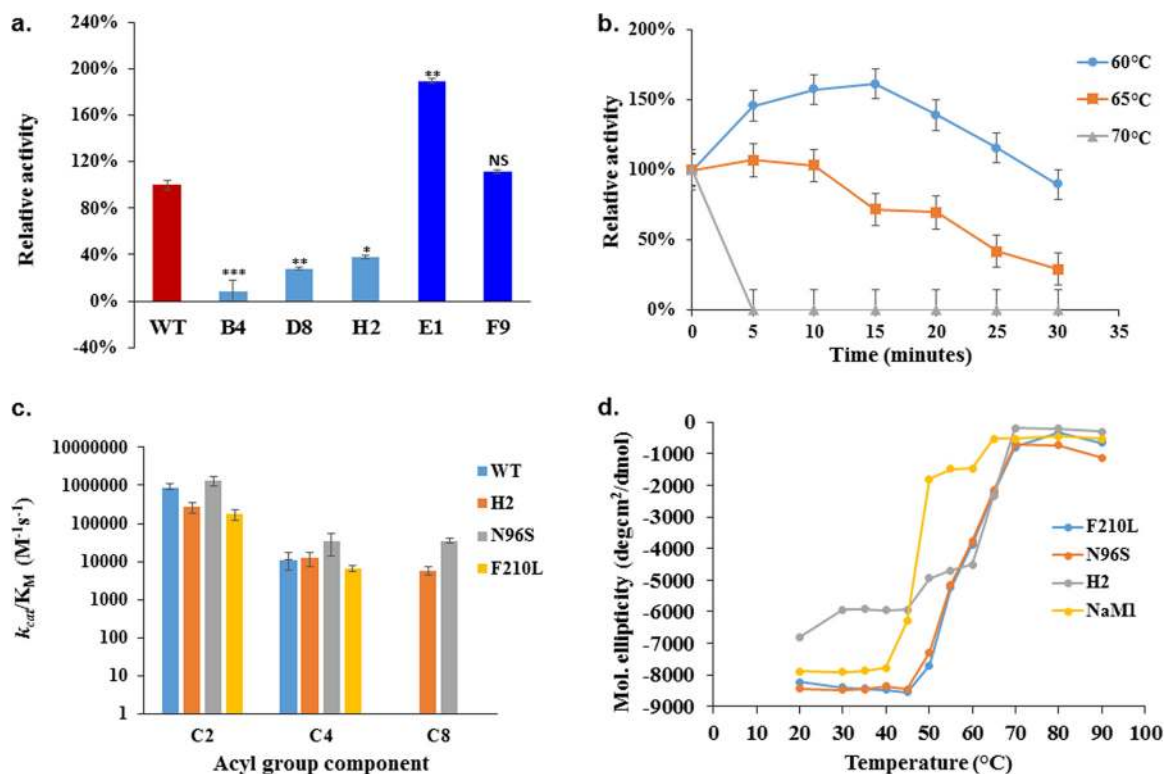 a.
240%
200%
160%
120%
80%
40%
0%
-40%
Relative activity
***
**
*
**
NS
WT B4 D8 H2 E1 F9
b.
200%
150%
100%
50%
0%
Relative activity
0 5 10 15 20 25 30 35
Time (minutes)
60°C
65°C
70°C
c.
10000000
1000000
100000
10000
1000
100
10
1
kcat/KM (M-1s-1)
C2 C4 C8
Acyl group component
WT
H2
N96S
F210L
d.
0
-1000
-2000
-3000
-4000
-5000
-6000
-7000
-8000
-9000
Mol. ellipticity (degcm²/dmol)
0 10 20 30 40 50 60 70 80 90 100
Temperature (°C)
F210L
N96S
H2
NaM1